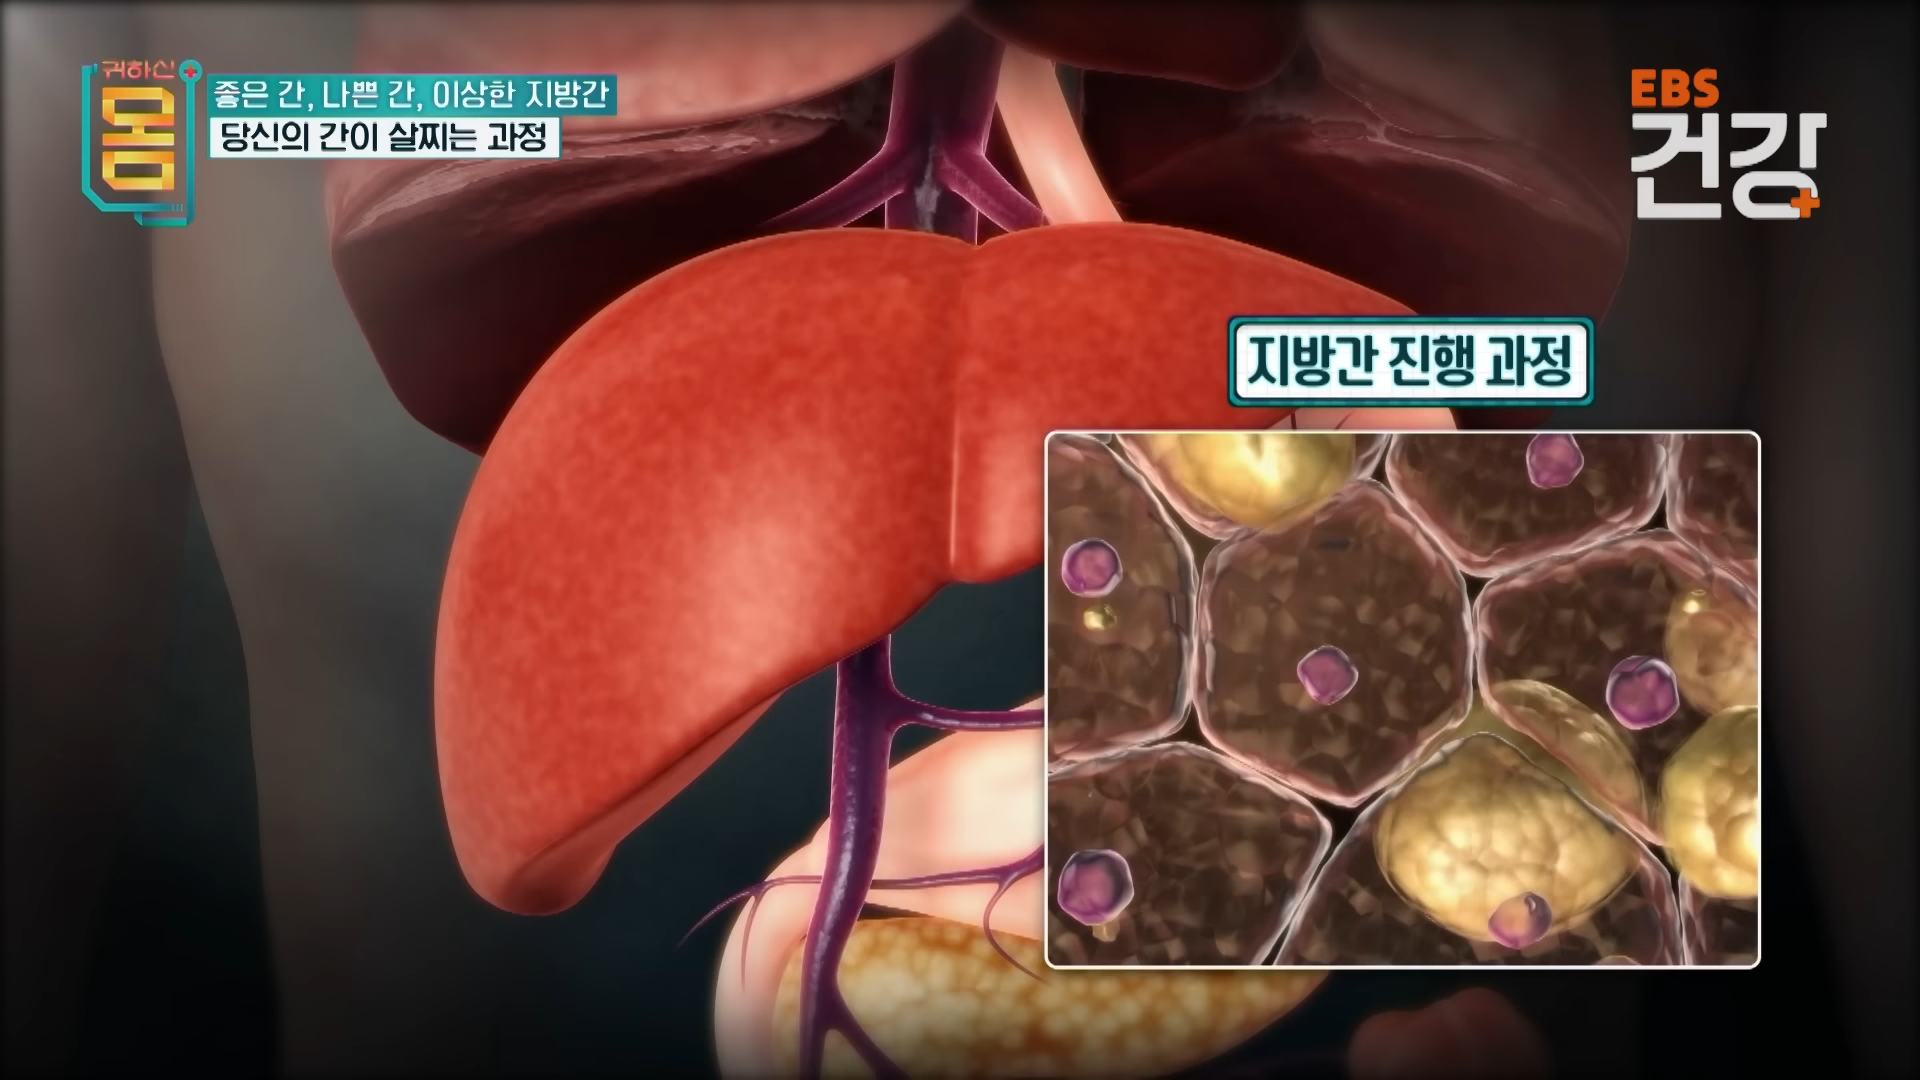 귀하신
몸
좋은 간, 나쁜 간, 이상한 지방간
당신의 간이 살찌는 과정
EBS
건강
지방간 진행 과정